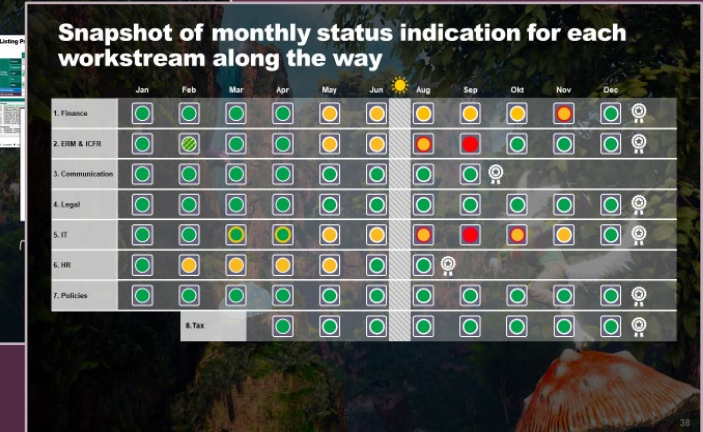 Listing P
Snapshot of monthly status indication for each
workstream along the way
Jan Feb Mar Apr May Jun Aug Sep Okt Nov Dec
1. Finance
2. ERM & ICFR
3. Communication
4. Legal
5. IT
6. HR
7. Policies
8.Tax
38